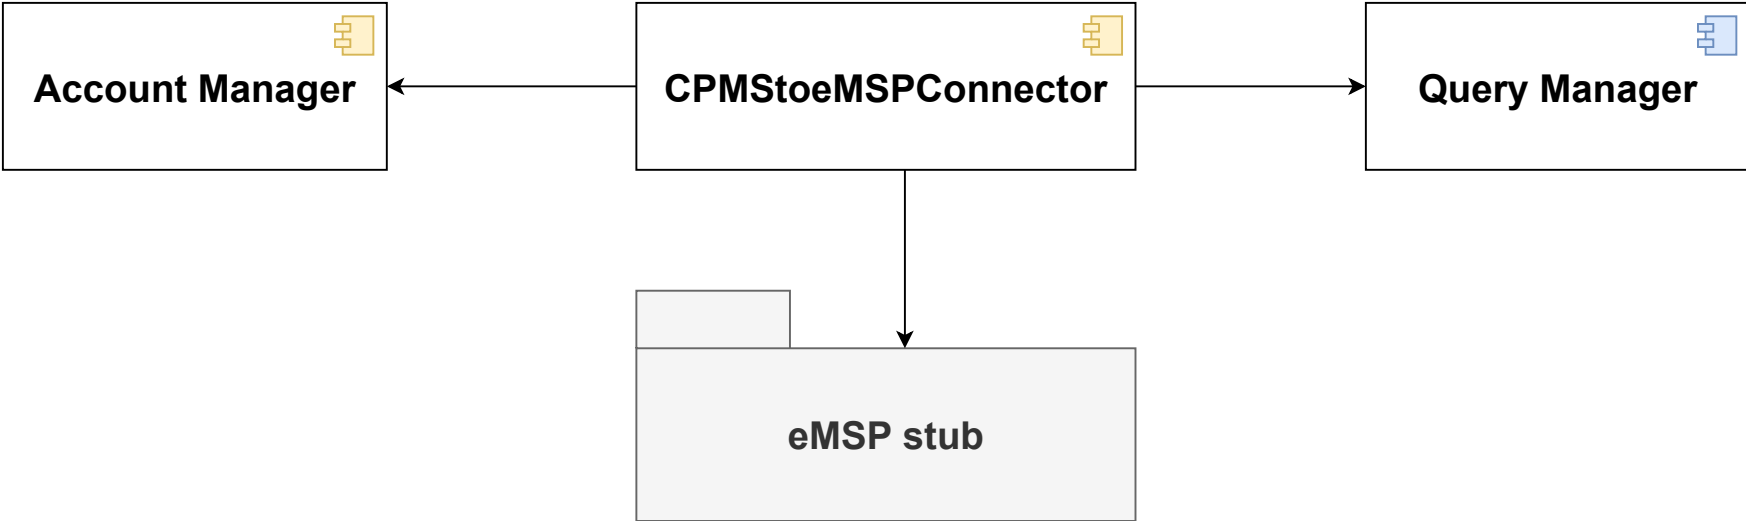 Account Manager
CPMStoeMSPConnector
Query Manager
eMSP stub